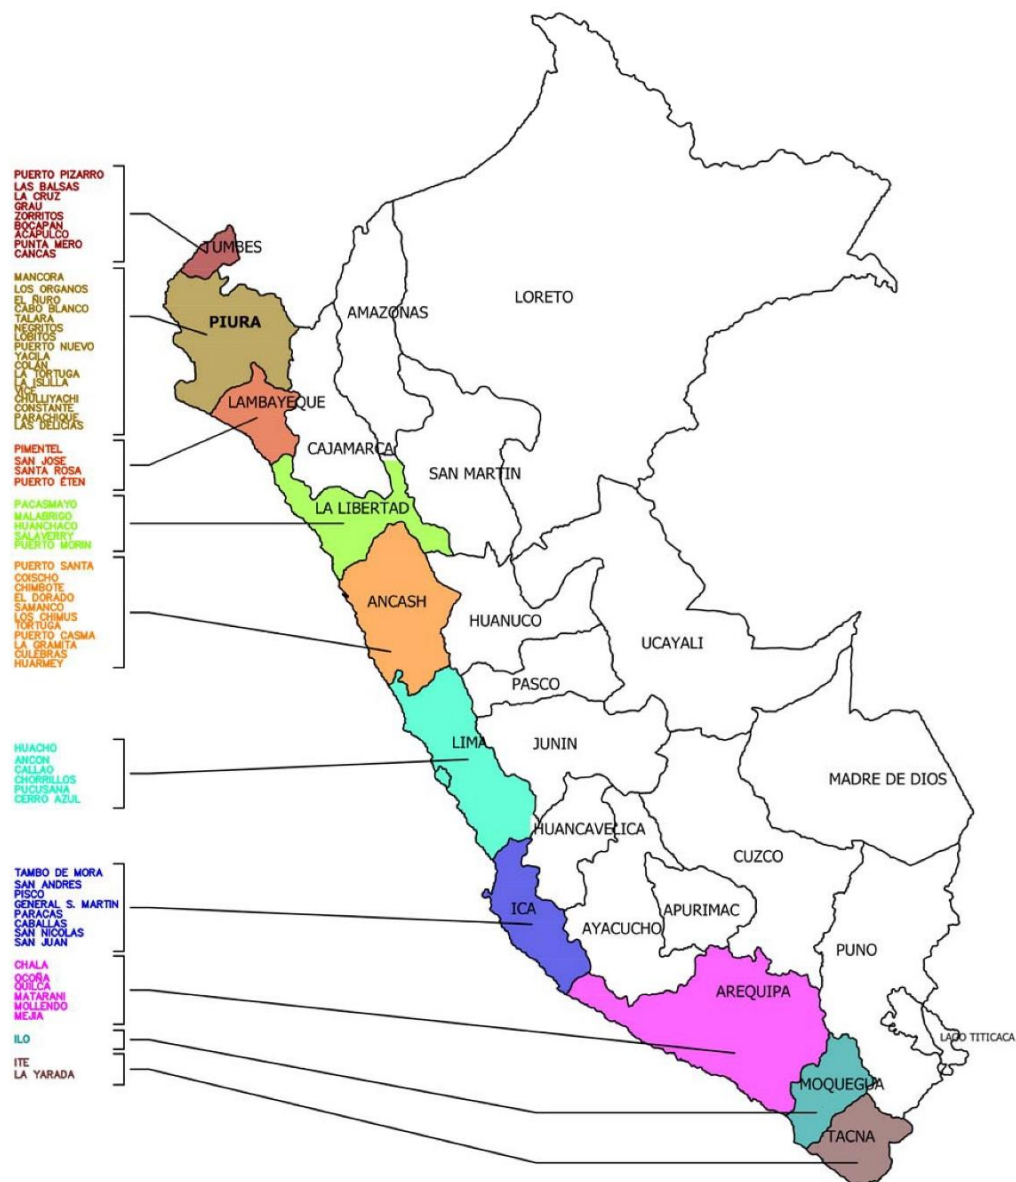 PUERTO PIZARRO
LAS BALSAS
LA CRUZ
GRAU
ZORRITOS
BOCAPAN
ACAPULCO
PUNTA MERO
CANCAS
MANCORA
LOS ORGANOS
EL ÑURO
CABO BLANCO
TALARA
NEGRITOS
LOBITOS
PUERTO NUEVO
YACILA
COLÁN
LA TORTUGA
LA ISLILLA
VICE
CHULLIYACHI
CONSTANTE
PARACHIQUE
LAS DELICIAS
PIMENTEL
SAN JOSE
SANTA ROSA
PUERTO ÉTEN
PACASMAYO
MALABRIGO
HUANCHACO
SALAVERRY
PUERTO MORIN
PUERTO SANTA
COISCHO
CHIMBOTE
EL DORADO
SAMANCO
LOS CHIMUS
TORTUGA
PUERTO CASMA
LA GRAMITA
CULEBRAS
HUARMEY
HUACHO
ANCON
CALLAO
CHORRILLOS
PUCUSANA
CERRO AZUL
TAMBO DE MORA
SAN ANDRES
PISCO
GENERAL S. MARTIN
PARACAS
CABALLAS
SAN NICOLAS
SAN JUAN
CHALA
OCOÑA
QUILCA
MATARANI
MOLLENDO
MEJIA
ILO
ITE
LA YARADA
TUMBES
PIURA
LAMBAYEQUE
AMAZONAS
LORETO
CAJAMARCA
SAN MARTIN
LA LIBERTAD
ANCASH
HUANUCO
UCAYALI
PASCO
LIMA
JUNIN
MADRE DE DIOS
HUANCAVELICA
CUZCO
ICA
AYACUCHO
APURIMAC
PUNO
AREQUIPA
LAGO TITICACA
MOQUEGUA
TACNA